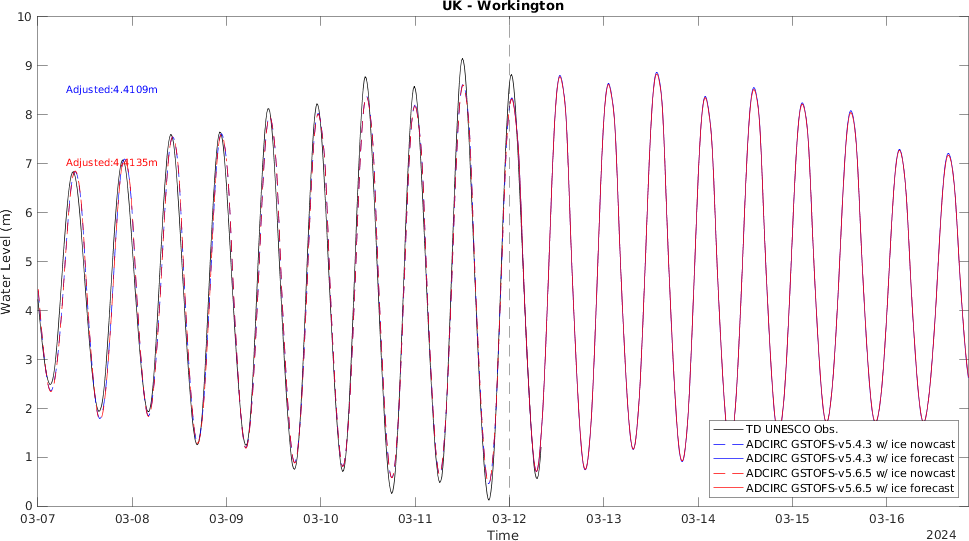 UK - Workington
10
9
8
7
6
5
4
3
2
1
0
Water Level (m)
Adjusted:4.4109m
Adjusted:4.4135m
TD UNESCO Obs.
ADCIRC GSTOFS-v5.4.3 w/ ice nowcast
ADCIRC GSTOFS-v5.4.3 w/ ice forecast
ADCIRC GSTOFS-v5.6.5 w/ ice nowcast
ADCIRC GSTOFS-v5.6.5 w/ ice forecast
03-07 03-08 03-09 03-10 03-11 03-12 03-13 03-14 03-15 03-16
Time
2024